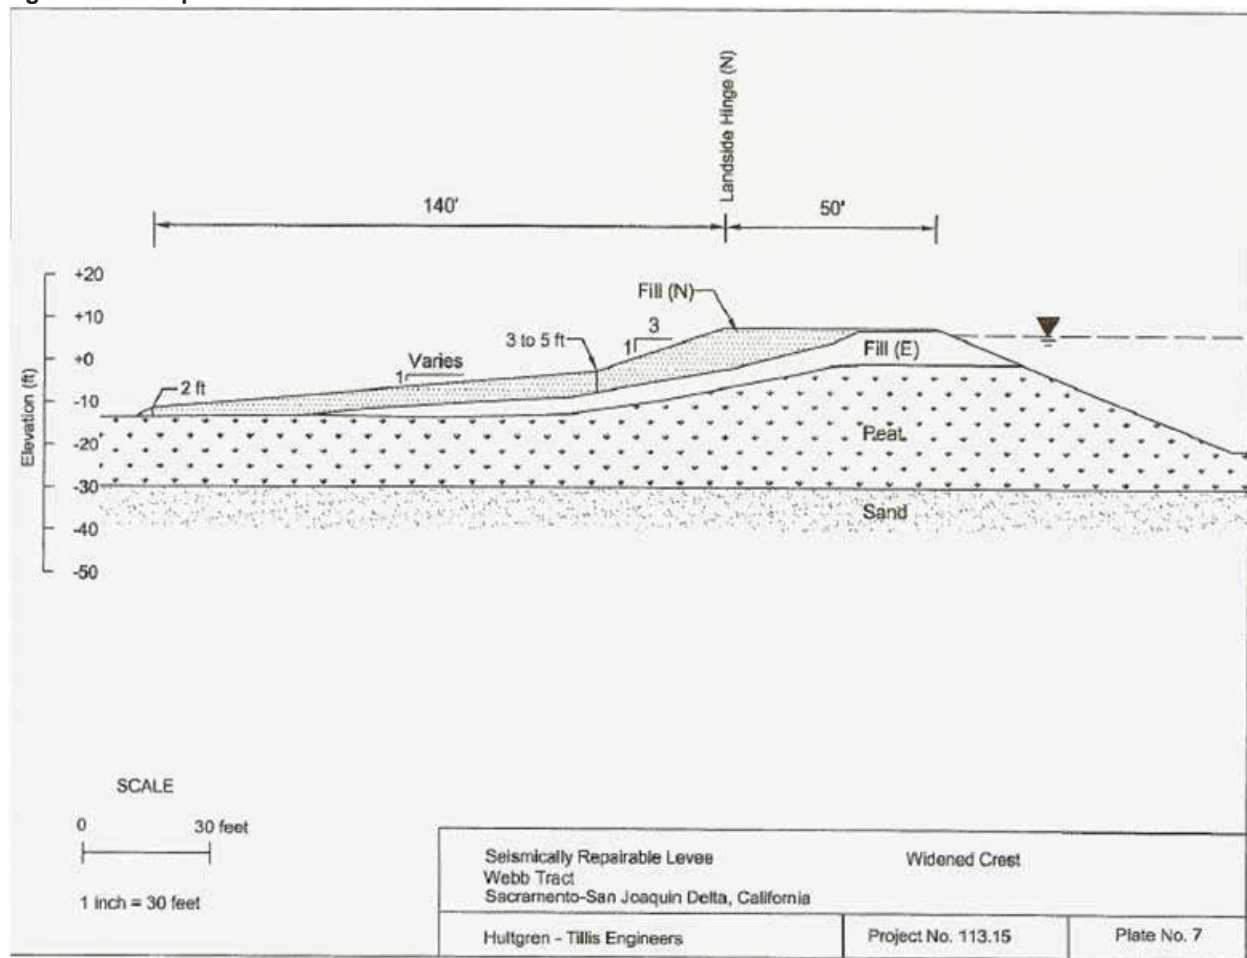 Landside Hinge (N)
140'
50'
+20
+10
+0
-10
-20
-30
-40
-50
Elevation (ft)
Fill (N)
3
1
3 to 5 ft
Varies
1
2 ft
Fill (E)
Peat
Sand
SCALE
0 30 feet
1 inch = 30 feet
Seismically Repairable Levee
Webb Tract
Sacramento-San Joaquin Delta, California
Widened Crest
Hultgren - Tillis Engineers
Project No. 113.15
Plate No. 7